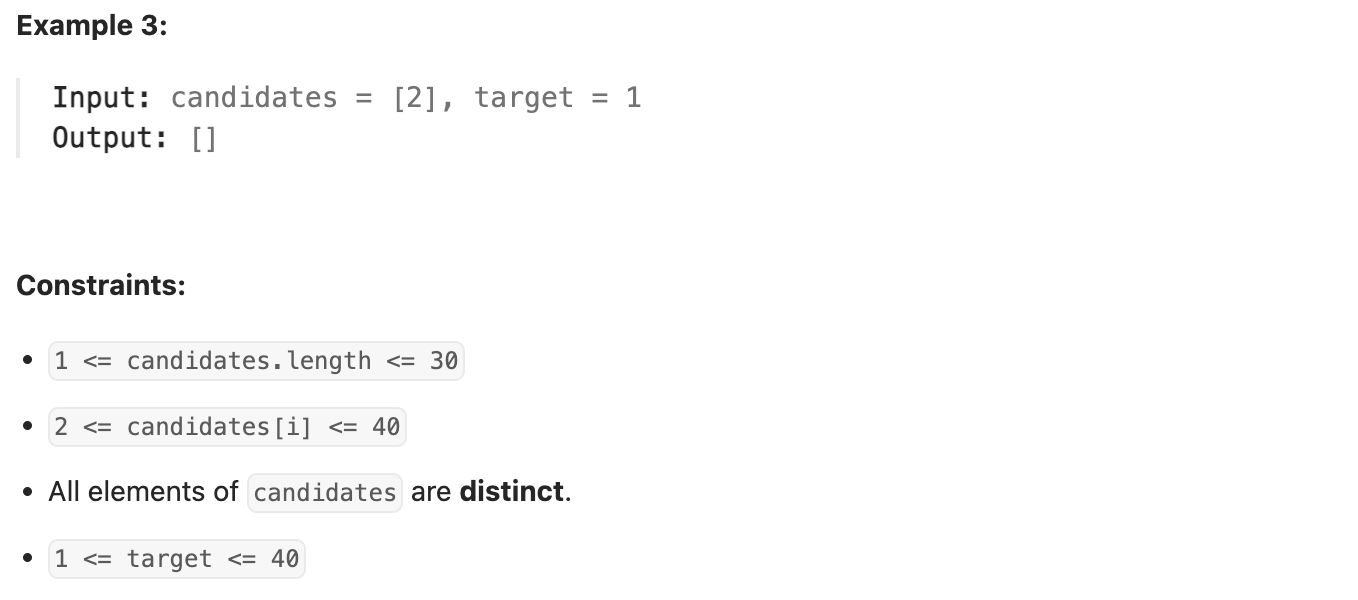 Example 3:
Input: candidates = [2], target = 1
Output: []
Constraints:
• 1 <= candidates.length <= 30
• 2 <= candidates[i] <= 40
• All elements of candidates are distinct.
• 1 <= target <= 40